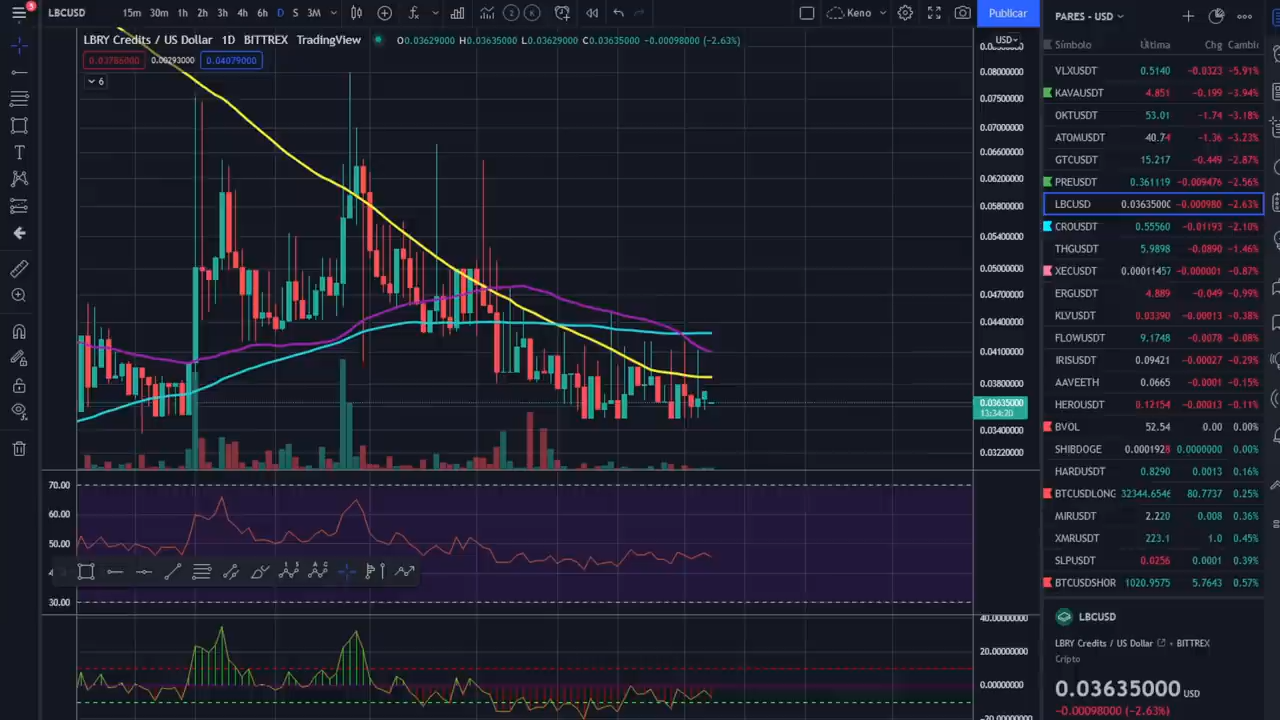 5
LBCUSD 15m 30m 1h 2h 3h 4h 6h D S 3M 2 K Keno Publicar
PARES - USD
LBRY Credits / US Dollar 1D BITTREX TradingView O0.03629000 H0.03635000 L0.03629000 C0.03635000 −0.00098000 (−2.63%)
0.03786000 0.00293000 0.04079000
6
USD
0.08000000
0.07500000
0.07000000
0.06600000
0.06200000
0.05800000
0.05400000
0.05000000
0.04700000
0.04400000
0.04100000
0.03800000
0.03635000
13:34:20
0.03400000
0.03220000
70.00
60.00
50.00
30.00
40.00000000
20.00000000
0.00000000
Símbolo Última Chg Cambio
VLXUSDT 0.5140 −0.0323 −5.91%
KAVAUSDT 4.851 −0.199 −3.94%
OKTUSDT 53.01 −1.74 −3.18%
ATOMUSDT 40.74 −1.36 −3.23%
GTCUSDT 15.217 −0.449 −2.87%
PREUSDT 0.361119 −0.009476 −2.56%
LBCUSD 0.0363500C −0.000980 −2.63%
CROUSDT 0.55560 −0.01193 −2.10%
THGUSDT 5.9898 −0.0890 −1.46%
XECUSDT 0.00011457 −0.000001 −0.87%
ERGUSDT 4.889 −0.049 −0.99%
KLVUSDT 0.03390 −0.00013 −0.38%
FLOWUSDT 9.1748 −0.0078 −0.08%
IRISUSDT 0.09421 −0.00027 −0.29%
AAVEETH 0.0665 −0.0001 −0.15%
HEROUSDT 0.12154 −0.00013 −0.11%
BVOL 52.54 0.00 0.00%
SHIBDOGE 0.0001928 0.0000000 0.00%
HARDUSDT 0.8290 0.0013 0.16%
BTCUSDLONG 32344.6546 80.7737 0.25%
MIRUSDT 2.220 0.008 0.36%
XMRUSDT 223.1 1.0 0.45%
SLPUSDT 0.0256 0.0001 0.39%
BTCUSDSHOR 1020.9575 5.7643 0.57%
LBCUSD
LBRY Credits / US Dollar • BITTREX
Cripto
0.03635000 USD
−0.00098000 (−2.63%)